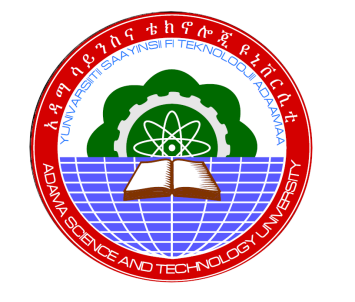 አዳማ ሳይንስና ቴክኖሎጂ ዩኒቨርሲቲ
YUNIVARSIITII SAAYINSII FI TEKNOLOOJII ADAAMAA
ADAMA SCIENCE AND TECHNOLOGY UNIVERSITY